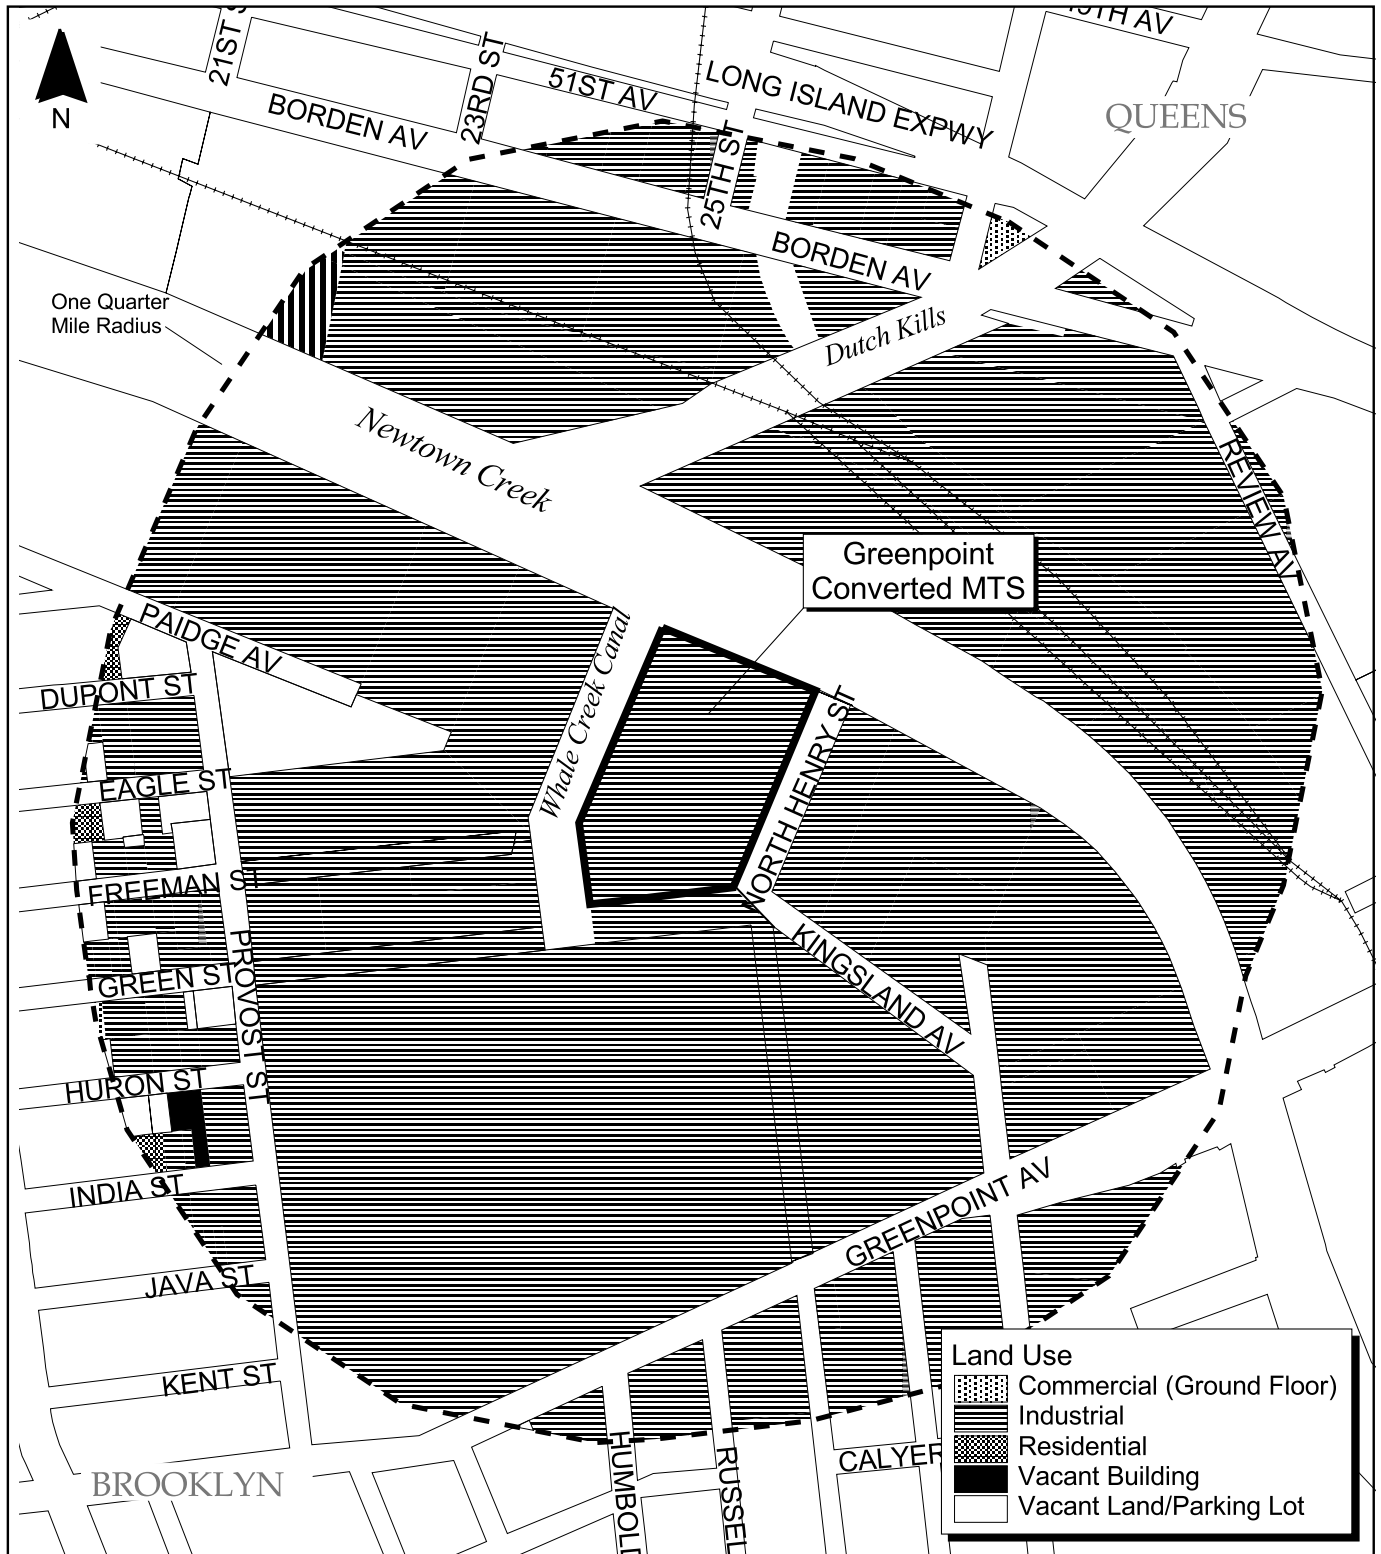 21ST S
23RD ST
51ST AV
LONG ISLAND EXPWY
QUEENS
N
BORDEN AV
25TH ST
BORDEN AV
One Quarter
Mile Radius
Dutch Kills
Newtown Creek
REVIEW AV
Greenpoint
Converted MTS
PAIDGE AV
Whale Creek Canal
DUPONT ST
NORTH HENRY ST
EAGLE ST
FREEMAN ST
PROVOST ST
KINGSLAND AV
GREEN ST
HURON ST
INDIA ST
GREENPOINT AV
JAVA ST
KENT ST
HUMBOL
RUSSEL
CALYER
BROOKLYN
Land Use
Commercial (Ground Floor)
Industrial
Residential
Vacant Building
Vacant Land/Parking Lot